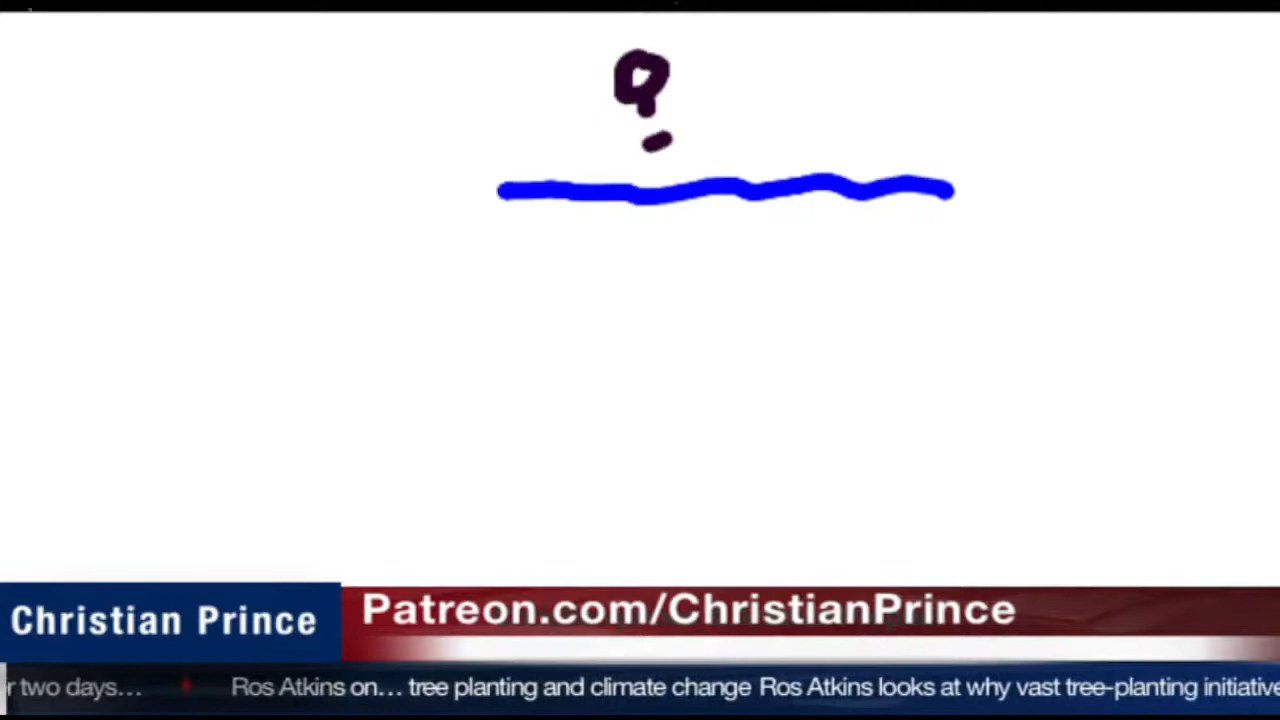 ?
Christian Prince
Patreon.com/ChristianPrince
r two days... Ros Atkins on... tree planting and climate change Ros Atkins looks at why vast tree-planting initiative